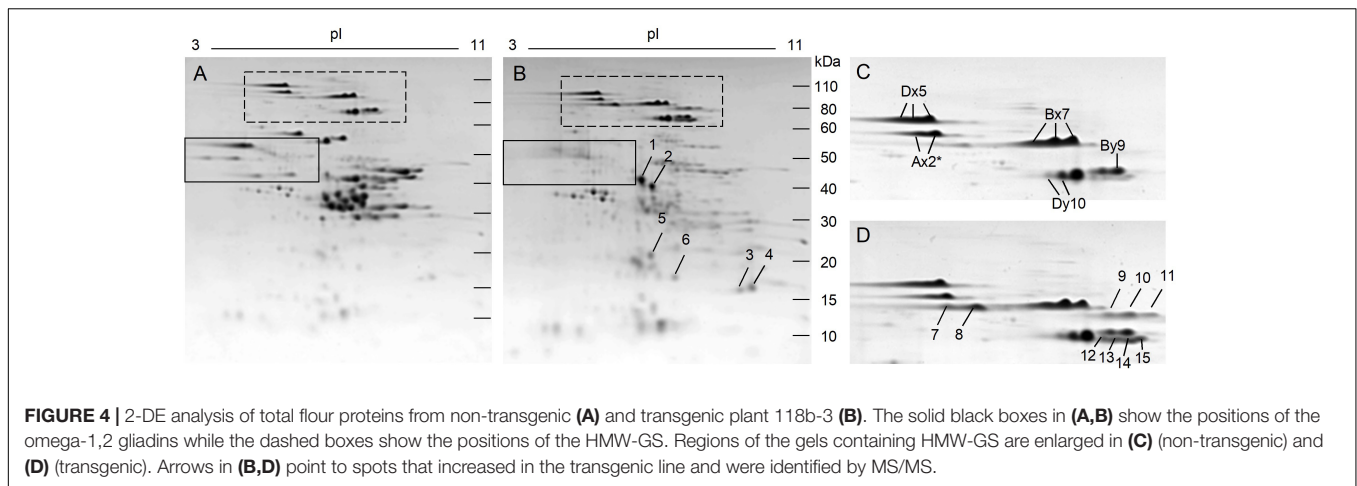 pI
3 11
pI
3 11
kDa
A
B
C
D
110
80
60
50
40
30
20
15
10
1
2
5
6
3
4
Dx5
Bx7
Ax2*
By9
Dy10
9
10
11
7
8
12
13
14
15
FIGURE 4 | 2-DE analysis of total flour proteins from non-transgenic (A) and transgenic plant 118b-3 (B). The solid black boxes in (A,B) show the positions of the
omega-1,2 gliadins while the dashed boxes show the positions of the HMW-GS. Regions of the gels containing HMW-GS are enlarged in (C) (non-transgenic) and
(D) (transgenic). Arrows in (B,D) point to spots that increased in the transgenic line and were identified by MS/MS.